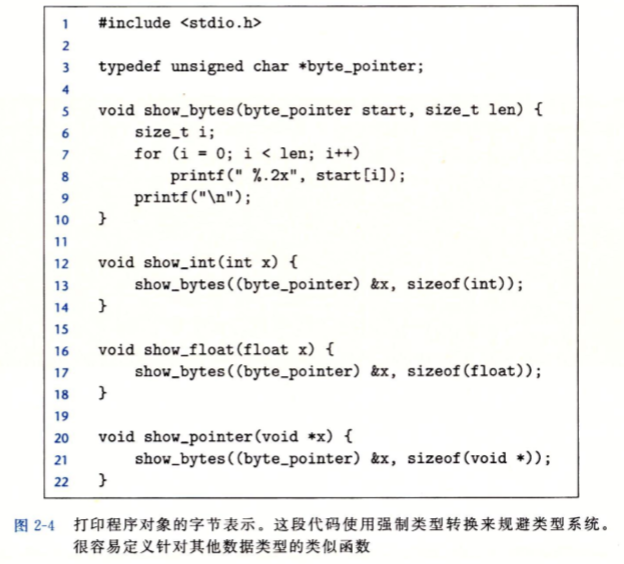 1 #include <stdio.h>
2
3 typedef unsigned char *byte_pointer;
4
5 void show_bytes(byte_pointer start, size_t len) {
6     size_t i;
7     for (i = 0; i < len; i++)
8         printf(" %.2x", start[i]);
9     printf("\n");
10 }
11
12 void show_int(int x) {
13     show_bytes((byte_pointer) &x, sizeof(int));
14 }
15
16 void show_float(float x) {
17     show_bytes((byte_pointer) &x, sizeof(float));
18 }
19
20 void show_pointer(void *x) {
21     show_bytes((byte_pointer) &x, sizeof(void *));
22 }
图 2-4 打印程序对象的字节表示。这段代码使用强制类型转换来规避类型系统。
很容易定义针对其他数据类型的类似函数